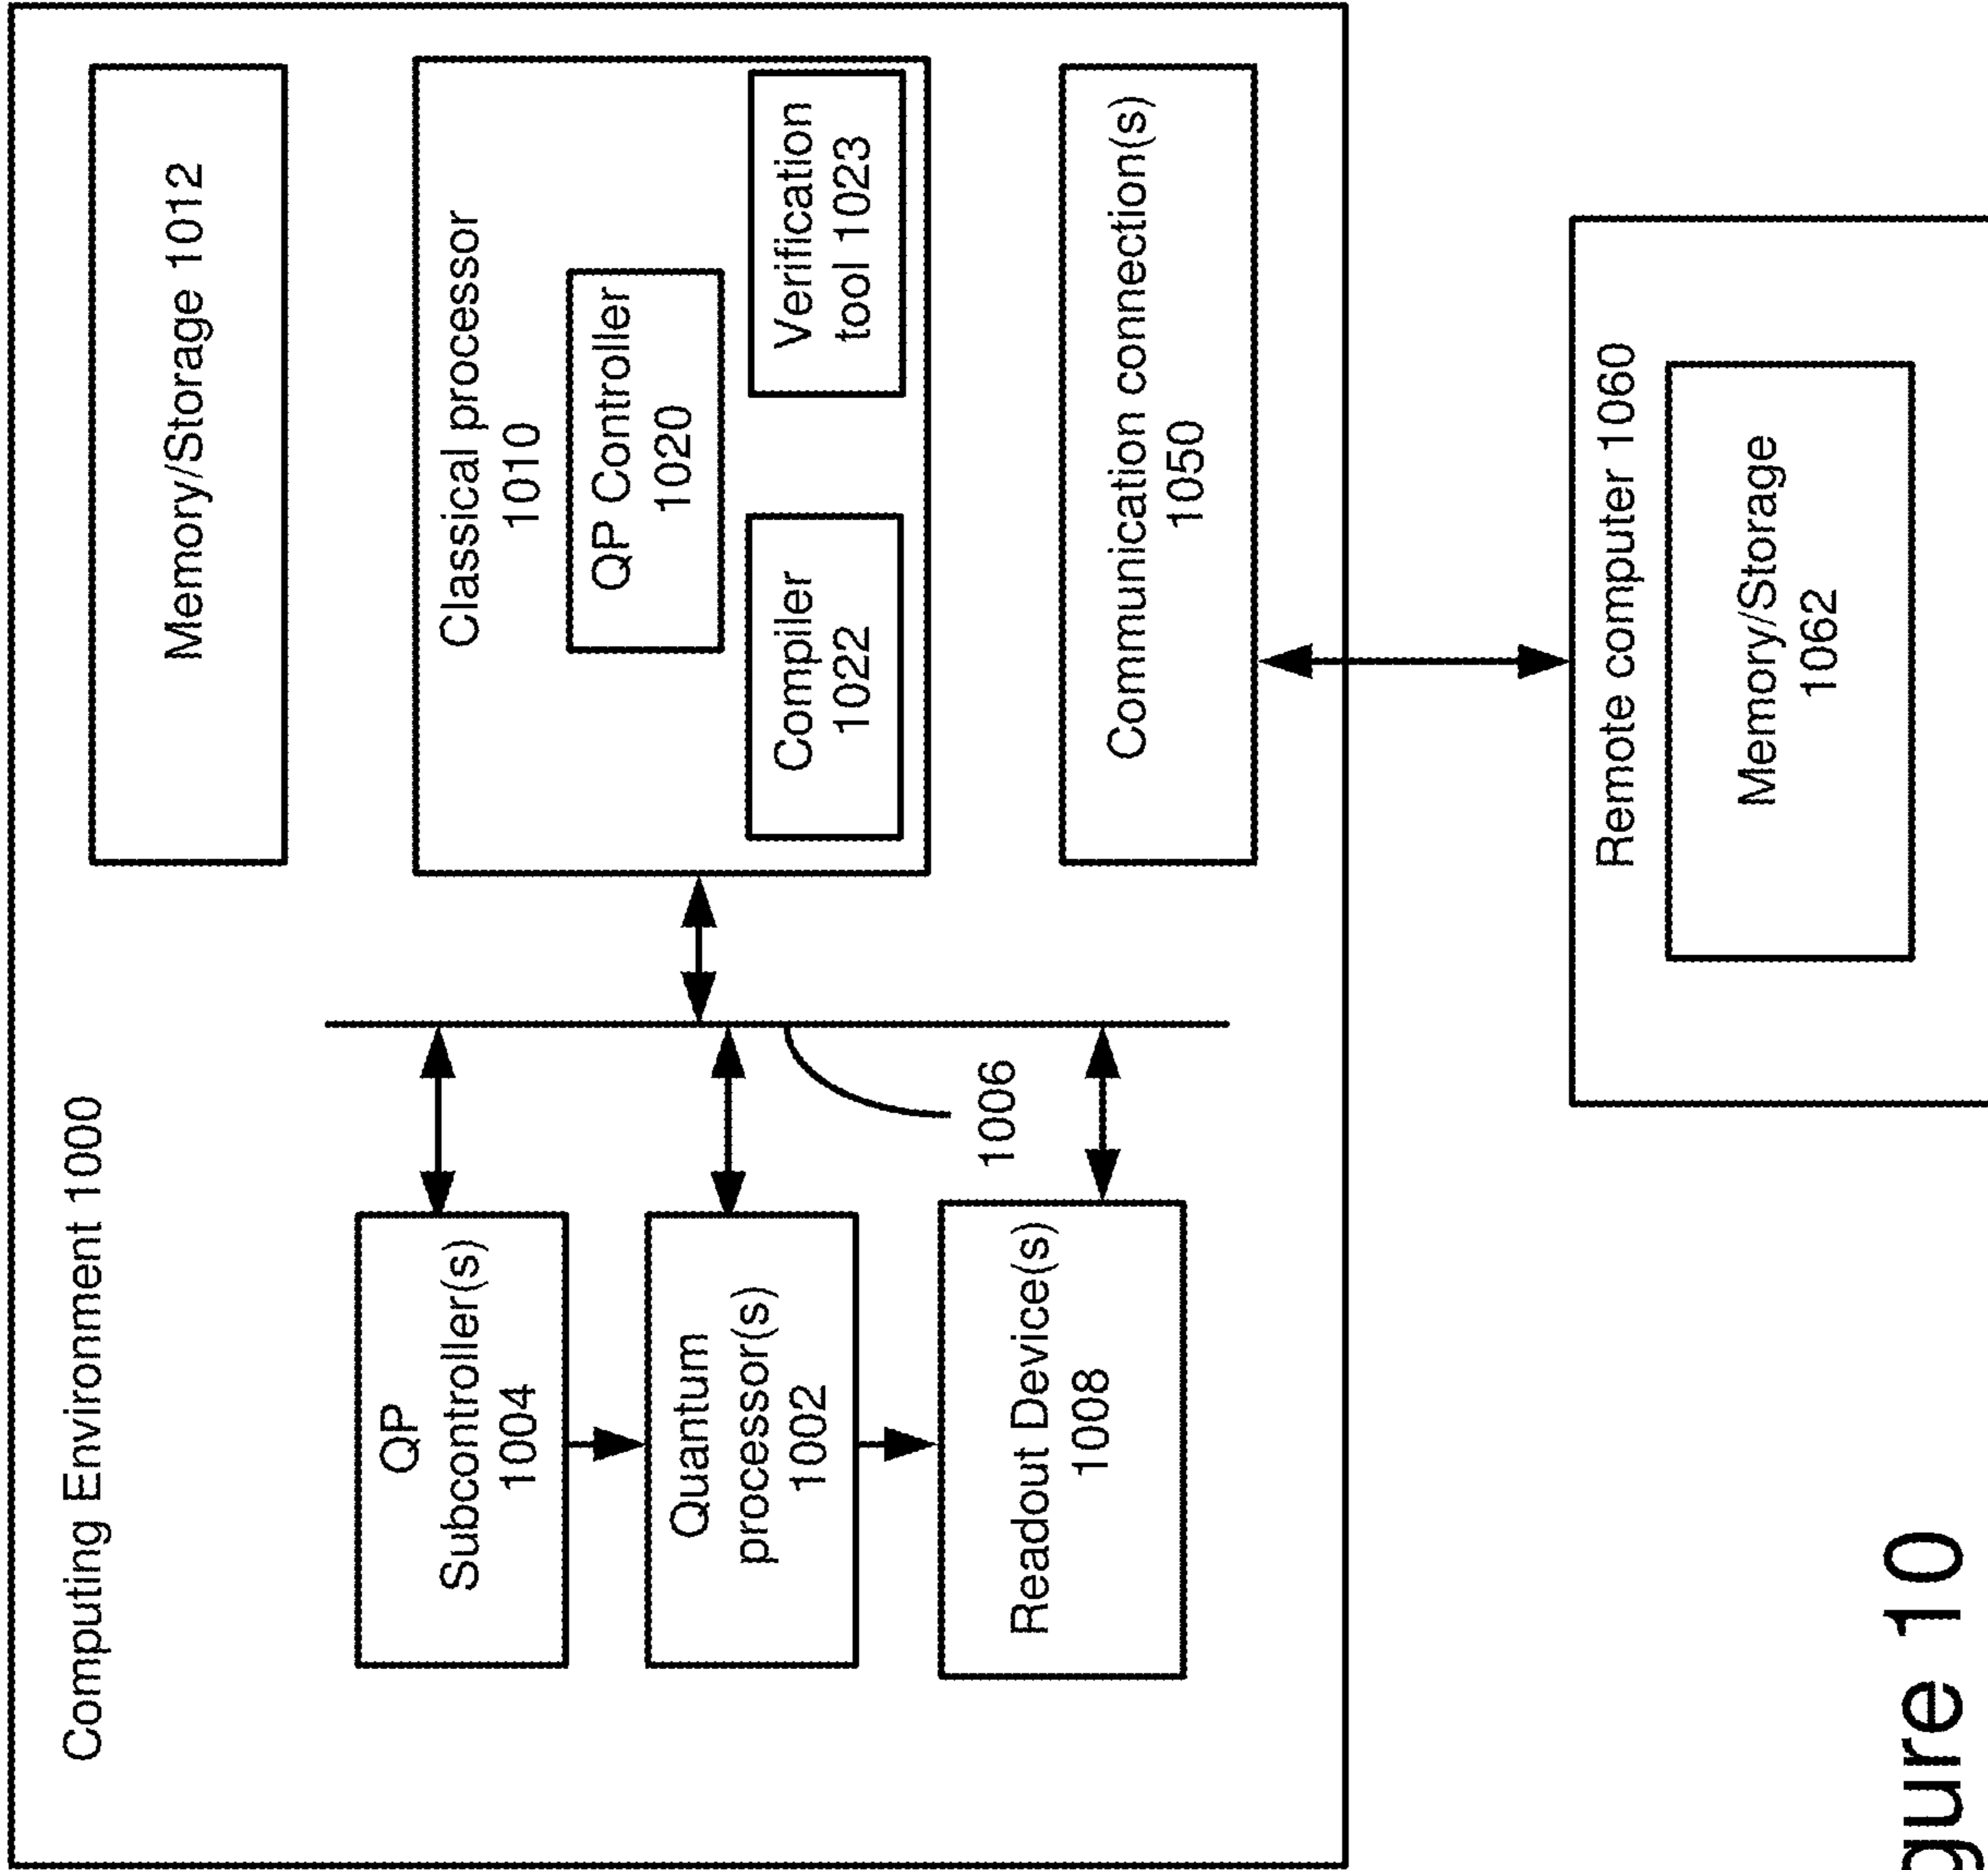 Computing Environment 1000
Memory/Storage 1012
QP
Subcontroller(s)
1004
Quantum
processor(s)
1002
Readout Device(s)
1008
1006
Classical processor
1010
QP Controller
1020
Compiler
1022
Verification
tool 1023
Communication connection(s)
1050
Remote computer 1060
Memory/Storage
1062
gure 10